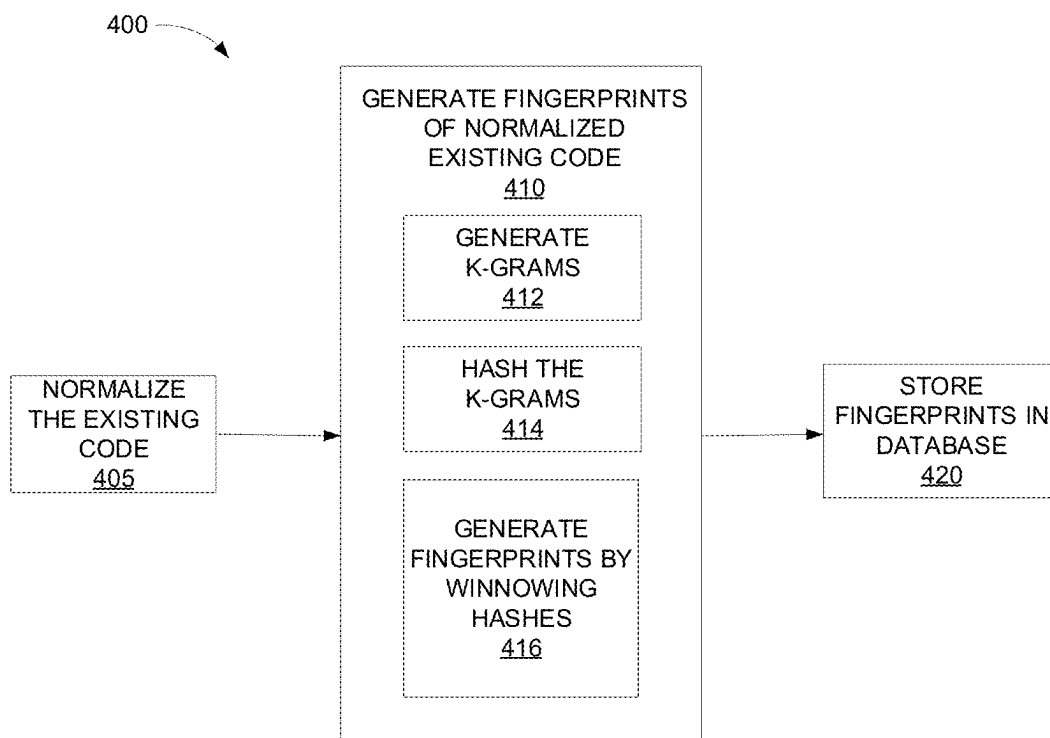 400
NORMALIZE
THE EXISTING
CODE
405
GENERATE FINGERPRINTS
OF NORMALIZED
EXISTING CODE
410
GENERATE
K-GRAMS
412
HASH THE
K-GRAMS
414
GENERATE
FINGERPRINTS BY
WINNOWING
HASHES
416
STORE
FINGERPRINTS IN
DATABASE
420